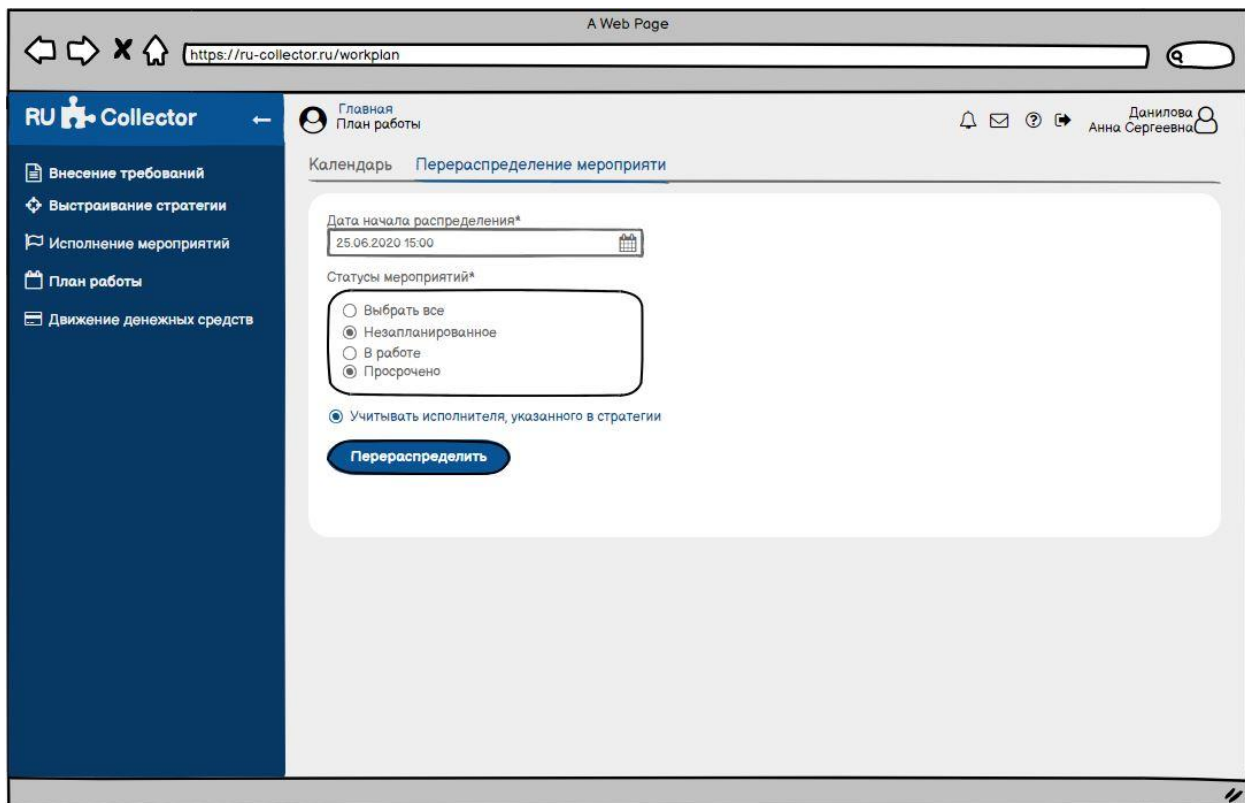 A Web Page
https://ru-collector.ru/workplan
RU Collector
Главная
План работы
Данилова
Анна Сергеевна
Внесение требований
Выстраивание стратегии
Исполнение мероприятий
План работы
Движение денежных средств
Календарь Перераспределение мероприяти
Дата начала распределения*
25.06.2020 15:00
Статусы мероприятий*
Выбрать все
Незапланированное
В работе
Просрочено
Учитывать исполнителя, указанного в стратегии
Перераспределить